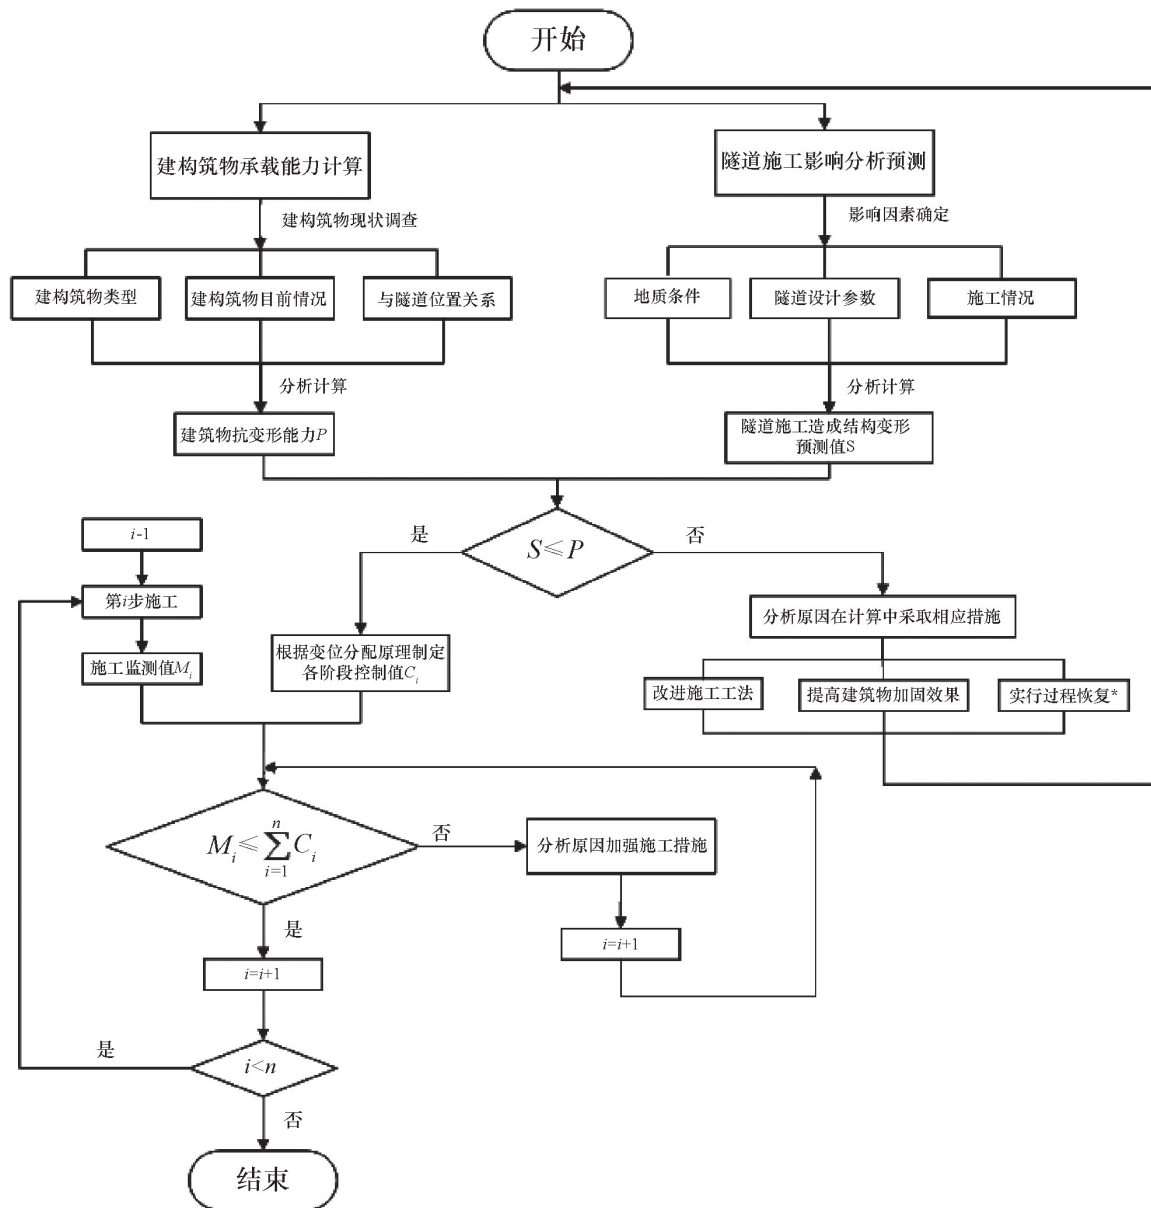 开始
建构筑物承载能力计算
隧道施工影响分析预测
建构筑物现状调查
影响因素确定
建构筑物类型
建构筑物目前情况
与隧道位置关系
地质条件
隧道设计参数
施工情况
分析计算
分析计算
建筑物抗变形能力P
隧道施工造成结构变形
预测值S
i-1
是
S≤P
否
第i步施工
分析原因在计算中采取相应措施
施工监测值Mᵢ
根据变位分配原理制定
各阶段控制值Cᵢ
改进施工工法
提高建筑物加固效果
实行过程恢复*
Mᵢ≤∑ⁿᵢ₌₁Cᵢ
否
分析原因加强施工措施
是
i=i+1
i=i+1
是
i<n
否
结束